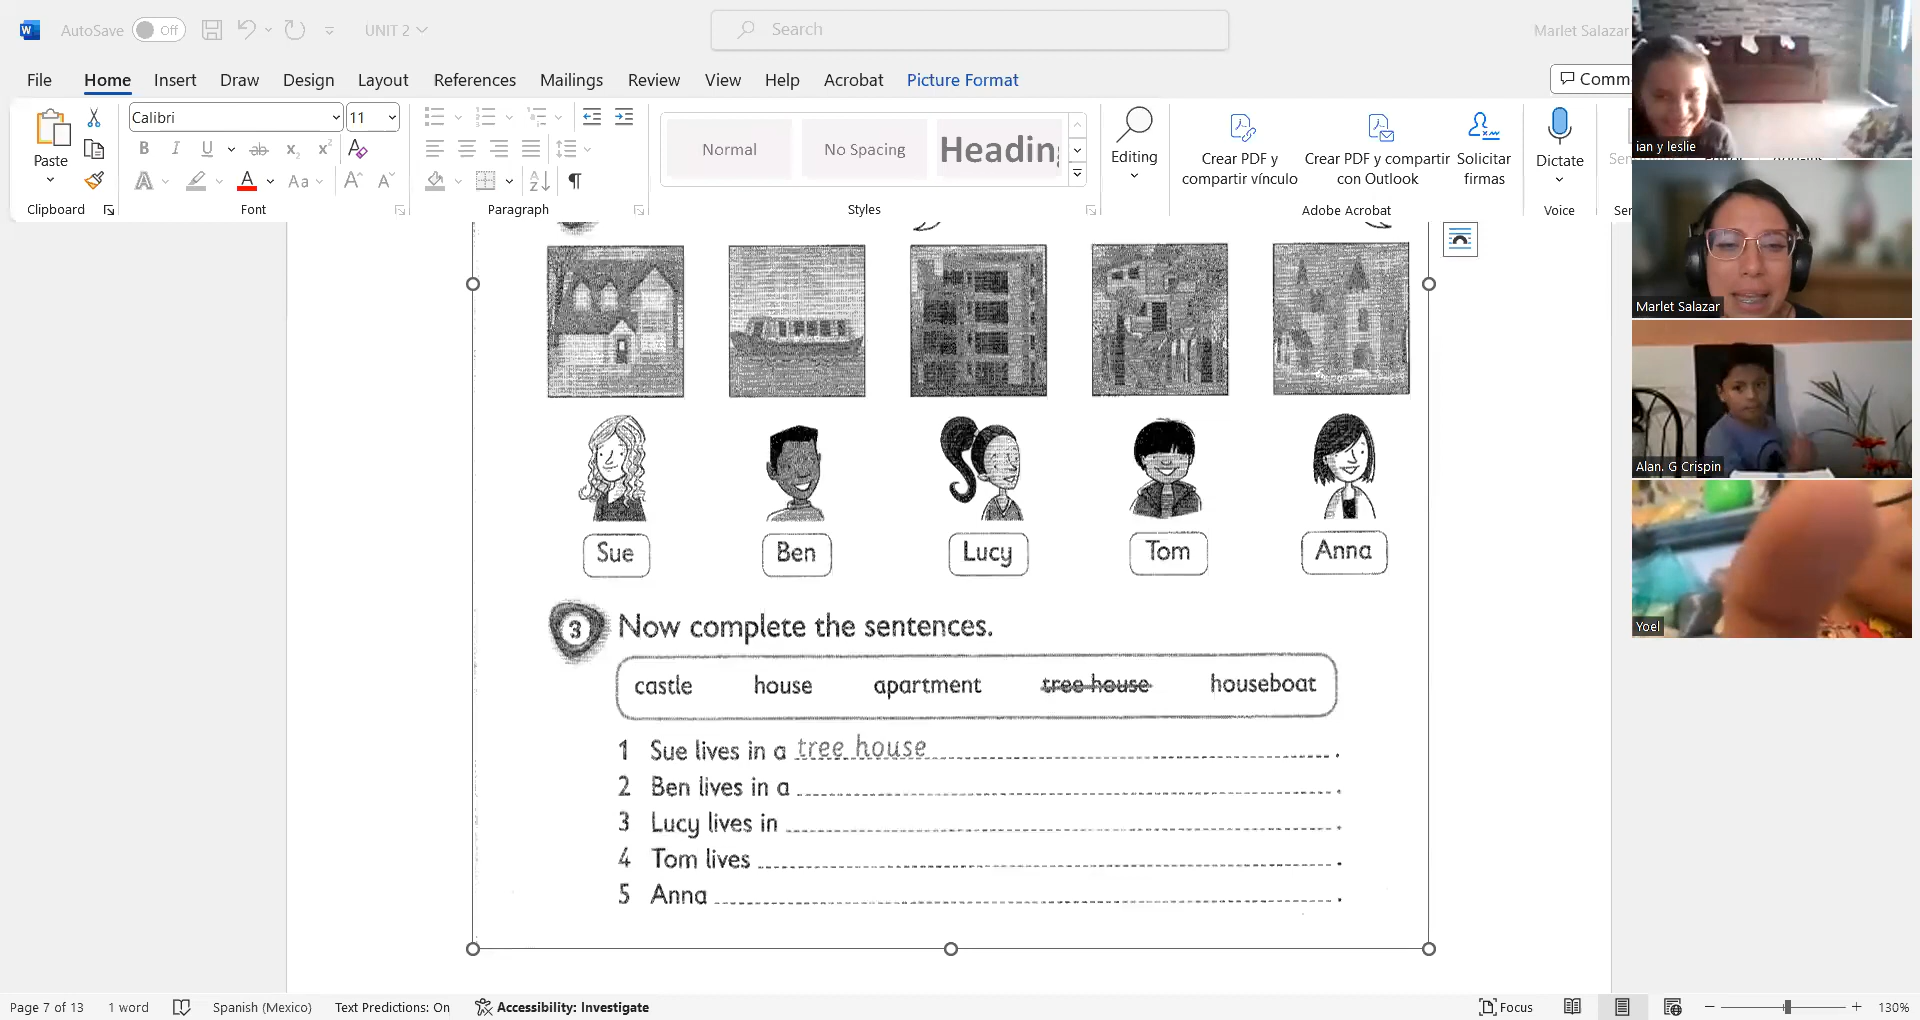 AutoSave Off UNIT 2 Search Marlet Salazar
File Home Insert Draw Design Layout References Mailings Review View Help Acrobat Picture Format Comm
Paste
Clipboard
Calibri 11
Font
Paragraph
Normal No Spacing Heading
Styles
Editing
Crear PDF y compartir vínculo
Crear PDF y compartir con Outlook
Solicitar firmas
Adobe Acrobat
Dictate
Voice
ian y leslie
Marlet Salazar
Alan. G Crispin
Yoel
Sue Ben Lucy Tom Anna
3 Now complete the sentences.
castle house apartment tree house houseboat
1 Sue lives in a tree house.
2 Ben lives in a .
3 Lucy lives in .
4 Tom lives .
5 Anna .
Page 7 of 13 1 word Spanish (Mexico) Text Predictions: On Accessibility: Investigate Focus 130%